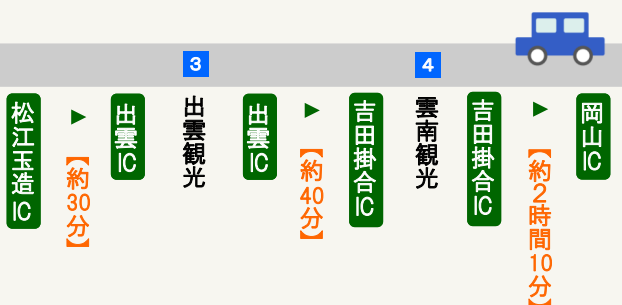 3
4
松江玉造IC
▶
【約30分】
出雲IC
出雲観光
出雲IC
▶
【約40分】
吉田掛合IC
雲南観光
吉田掛合IC
▶
【約2時間10分】
岡山IC